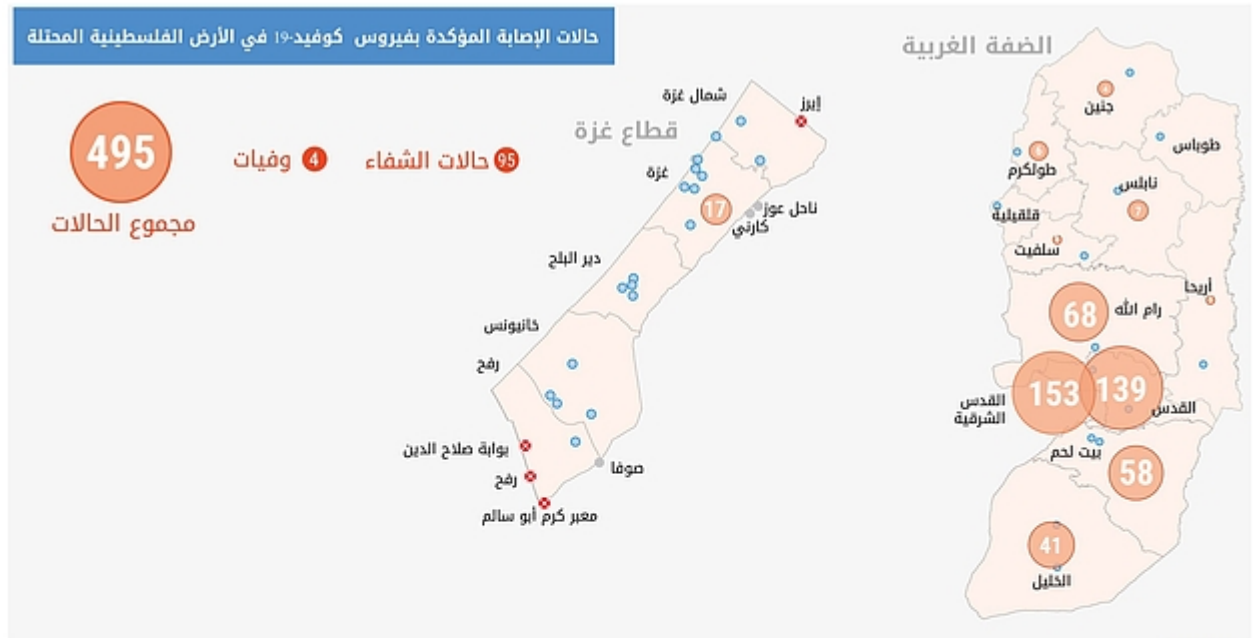 حالات الإصابة المؤكدة بفيروس كوفيد-19 في الأرض الفلسطينية المحتلة
الضفة الغربية
قطاع غزة
495
مجموع الحالات
95 حالات الشفاء
4 وفيات
شمال غزة
إيرز
غزة
17
ناحل عوز
كارني
دير البلح
خانيونس
رفح
بوابة صلاح الدين
رفح
صوفا
معبر كرم أبو سالم
4
جنين
طوباس
6
طولكرم
نابلس
7
قلقيلية
سلفيت
أريحا
68
رام الله
153
139
القدس
القدس
الشرقية
بيت لحم
58
41
الخليل